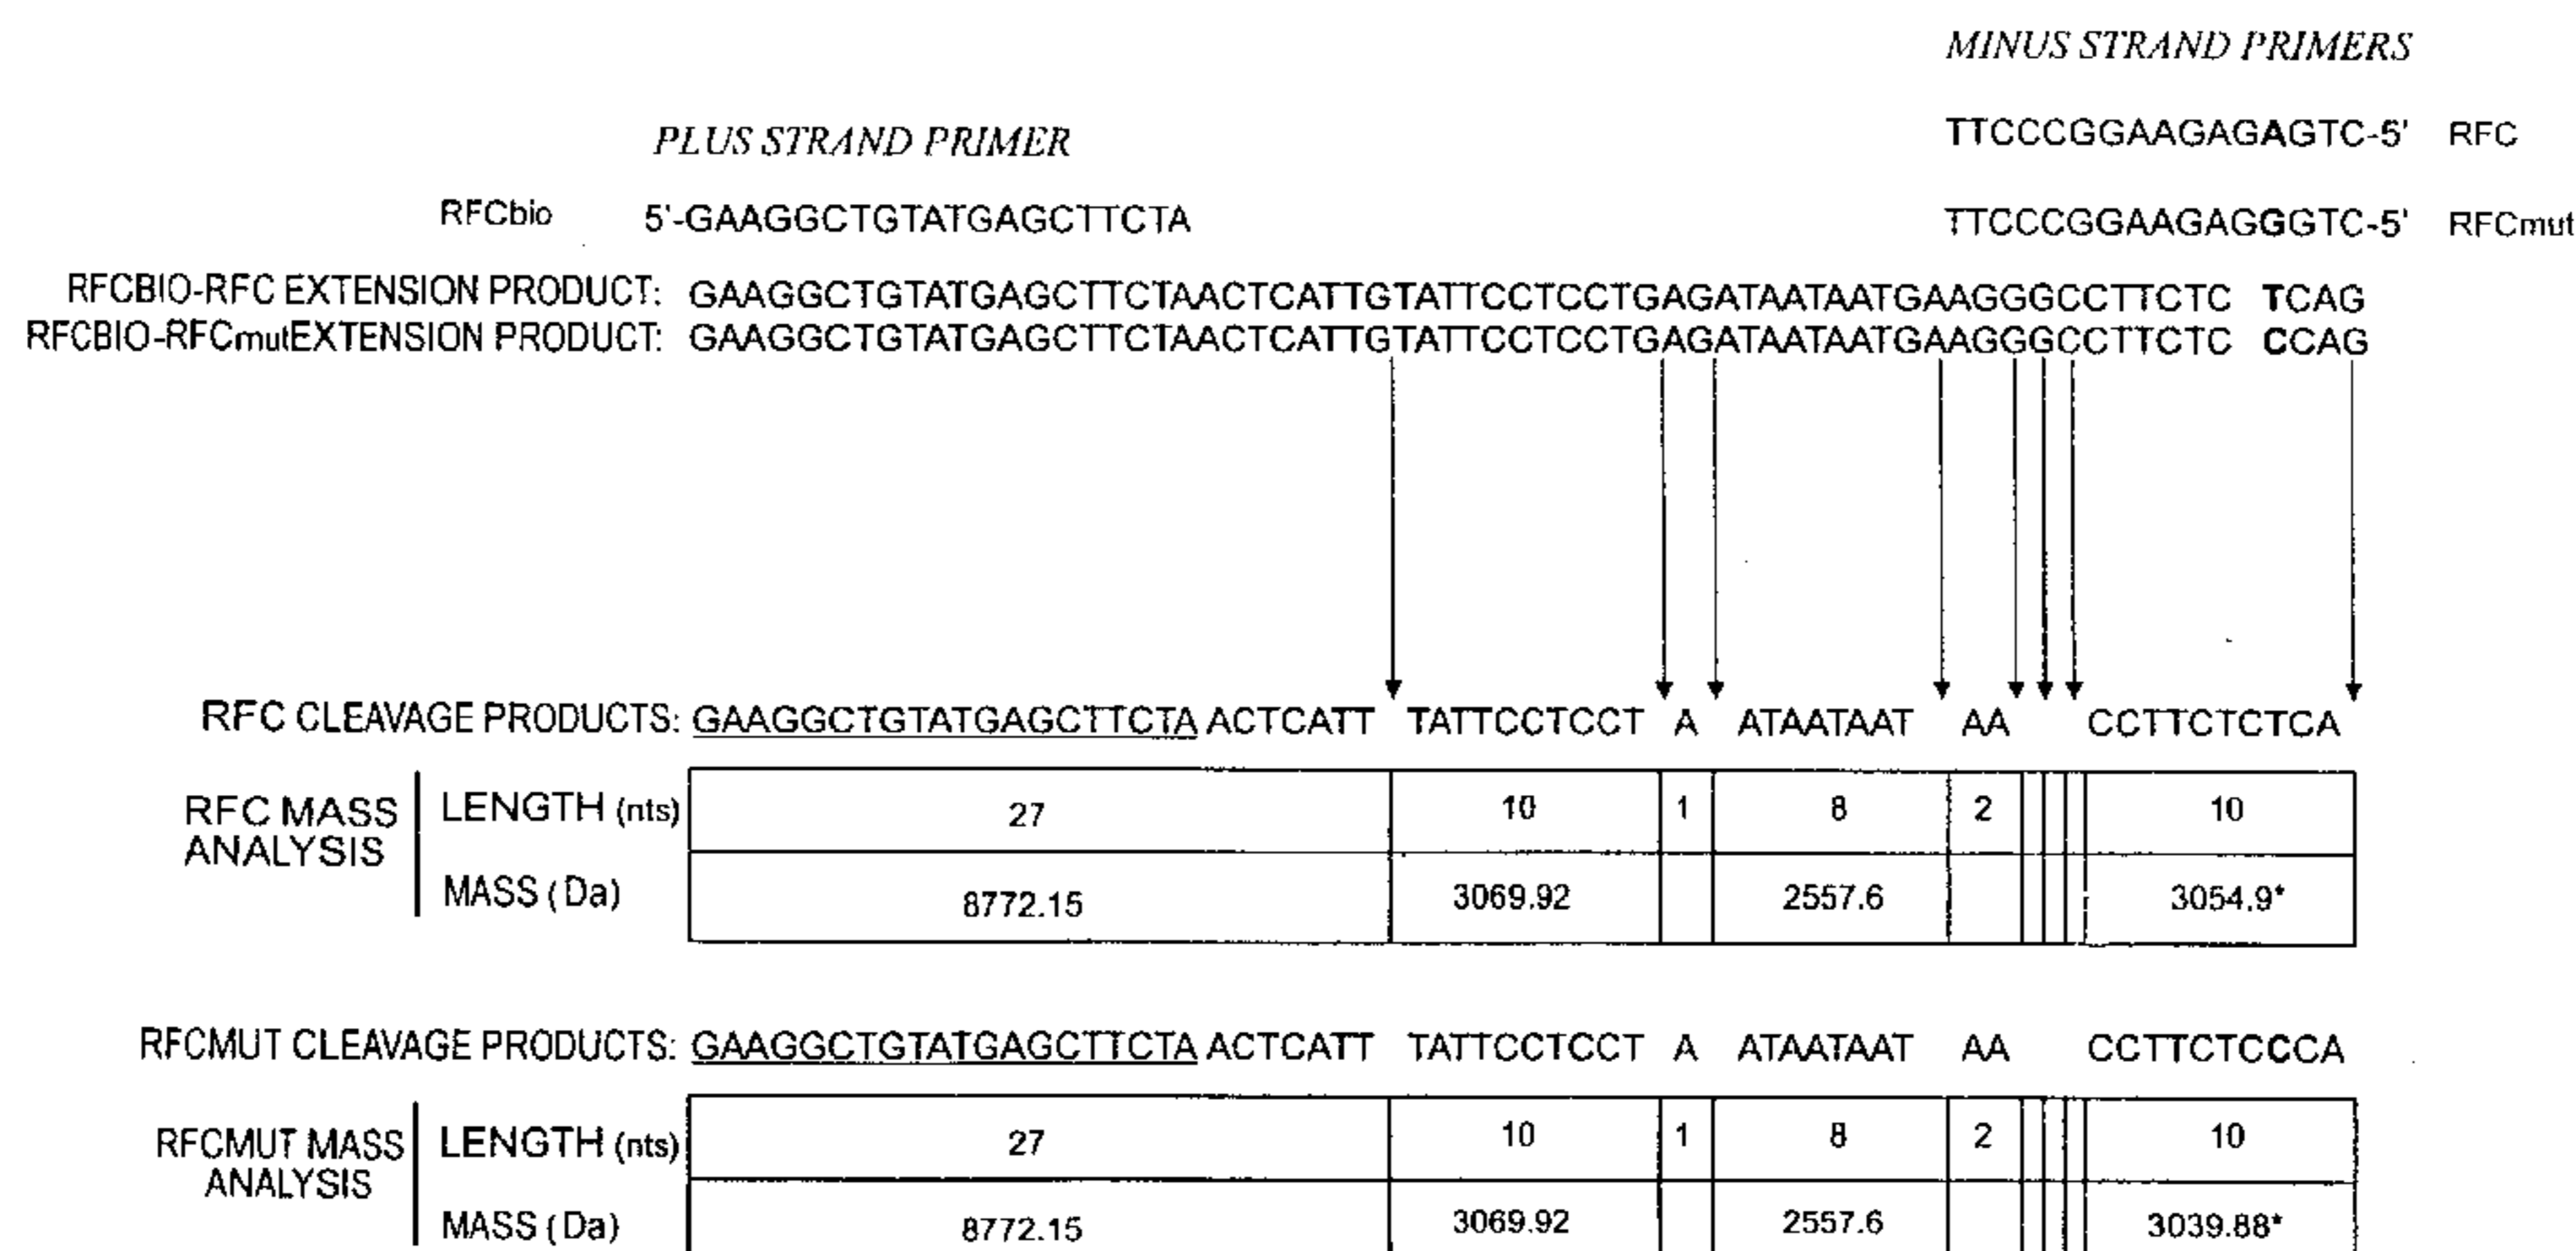 MINUS STRAND PRIMERS
TTCCCGGAAGAGAGTC-5' RFC
PLUS STRAND PRIMER
RFCbio 5'-GAAGGCTGTATGAGCTTCTA
TTCCCGGAAGAGGGTC-5' RFCmut
RFCBIO-RFC EXTENSION PRODUCT: GAAGGCTGTATGAGCTTCTAACTCATTGTATTCCTCCTGAGATAATAATGAAGGGCCTTCTC TCAG
RFCBIO-RFCmutEXTENSION PRODUCT: GAAGGCTGTATGAGCTTCTAACTCATTGTATTCCTCCTGAGATAATAATGAAGGGCCTTCTC CCAG
RFC CLEAVAGE PRODUCTS: GAAGGCTGTATGAGCTTCTA ACTCATT TATTCCTCCT A ATAATAAT AA CCTTCTCTCA
RFC MASS ANALYSIS
LENGTH (nts) 27 10 1 8 2 10
MASS (Da) 8772.15 3069.92 2557.6 3054.9*
RFCMUT CLEAVAGE PRODUCTS: GAAGGCTGTATGAGCTTCTA ACTCATT TATTCCTCCT A ATAATAAT AA CCTTCTCCCA
RFCMUT MASS ANALYSIS
LENGTH (nts) 27 10 1 8 2 10
MASS (Da) 8772.15 3069.92 2557.6 3039.88*